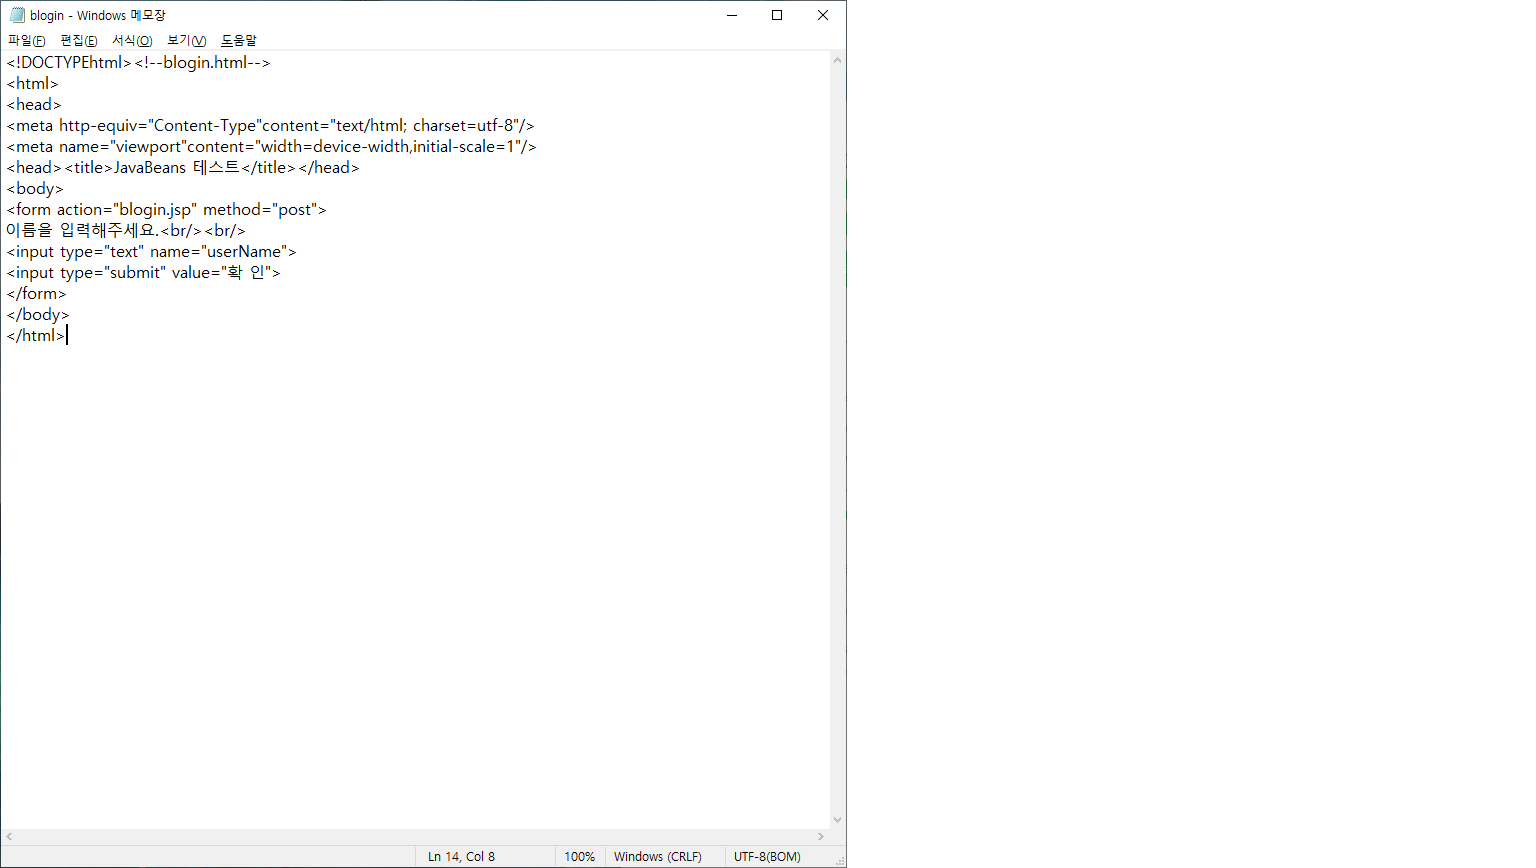 blogin - Windows 메모장
파일(F) 편집(E) 서식(O) 보기(V) 도움말
<!DOCTYPEhtml><!--blogin.html-->
<html>
<head>
<meta http-equiv="Content-Type"content="text/html; charset=utf-8"/>
<meta name="viewport"content="width=device-width,initial-scale=1"/>
<head><title>JavaBeans 테스트</title></head>
<body>
<form action="blogin.jsp" method="post">
이름을 입력해주세요.<br/><br/>
<input type="text" name="userName">
<input type="submit" value="확 인">
</form>
</body>
</html>
Ln 14, Col 8 100% Windows (CRLF) UTF-8(BOM)